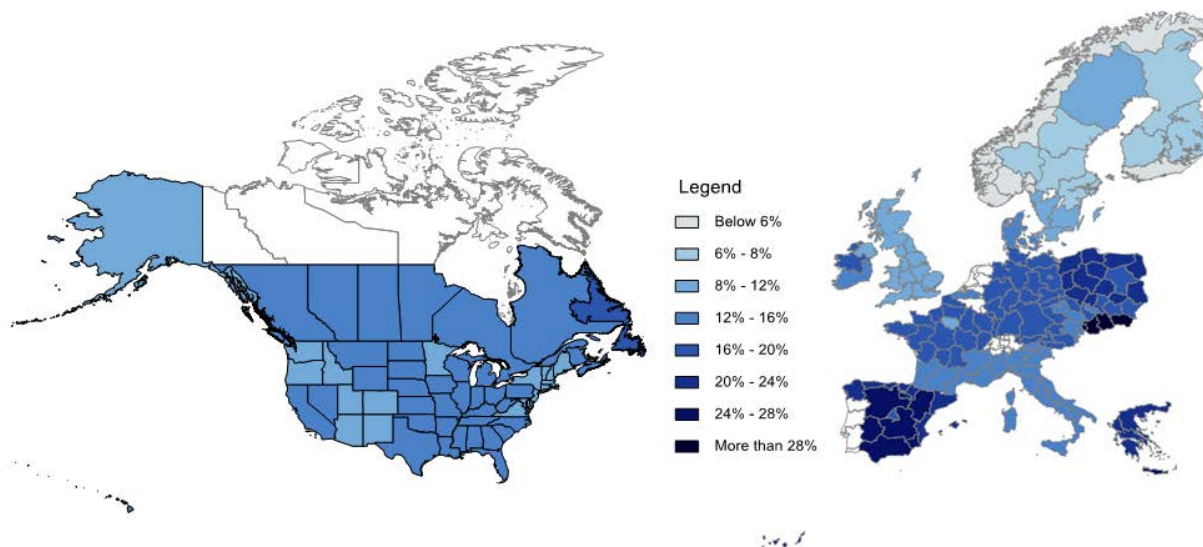 Legend
Below 6%
6% - 8%
8% - 12%
12% - 16%
16% - 20%
20% - 24%
24% - 28%
More than 28%